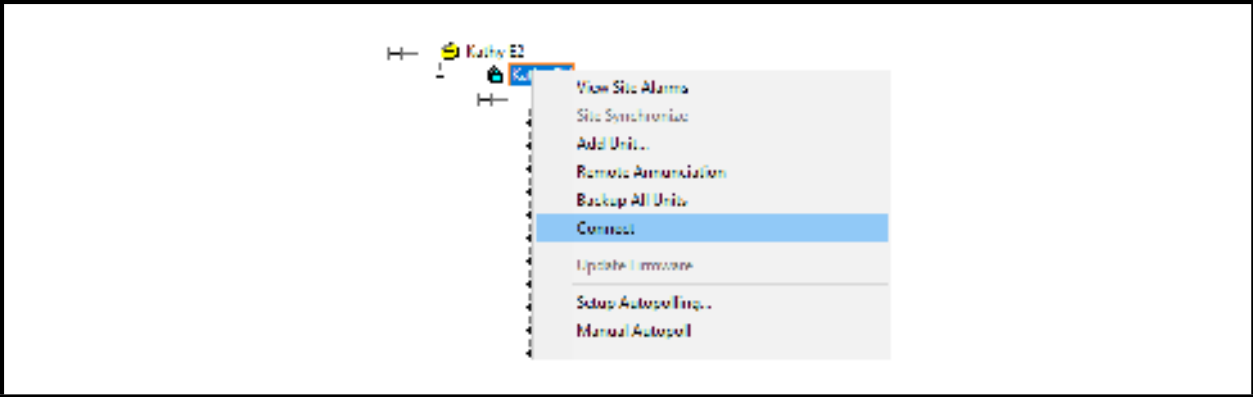 Kathy E2
View Site Alarms
Site Synchronize
Add Unit...
Remote Annunciation
Backup All Units
Connect
Update Firmware
Setup Autopolling...
Manual Autopoll